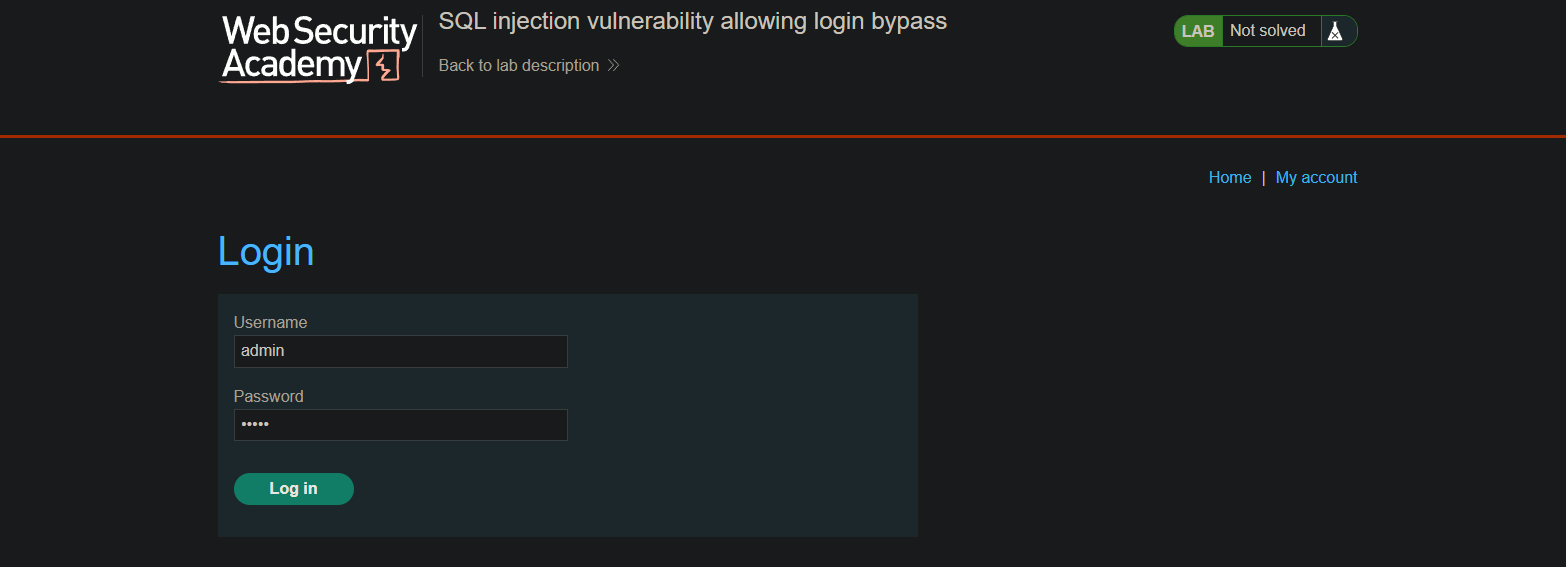 Web Security
Academy
SQL injection vulnerability allowing login bypass
Back to lab description
LAB Not solved
Home | My account
Login
Username
admin
Password
•••••
Log in